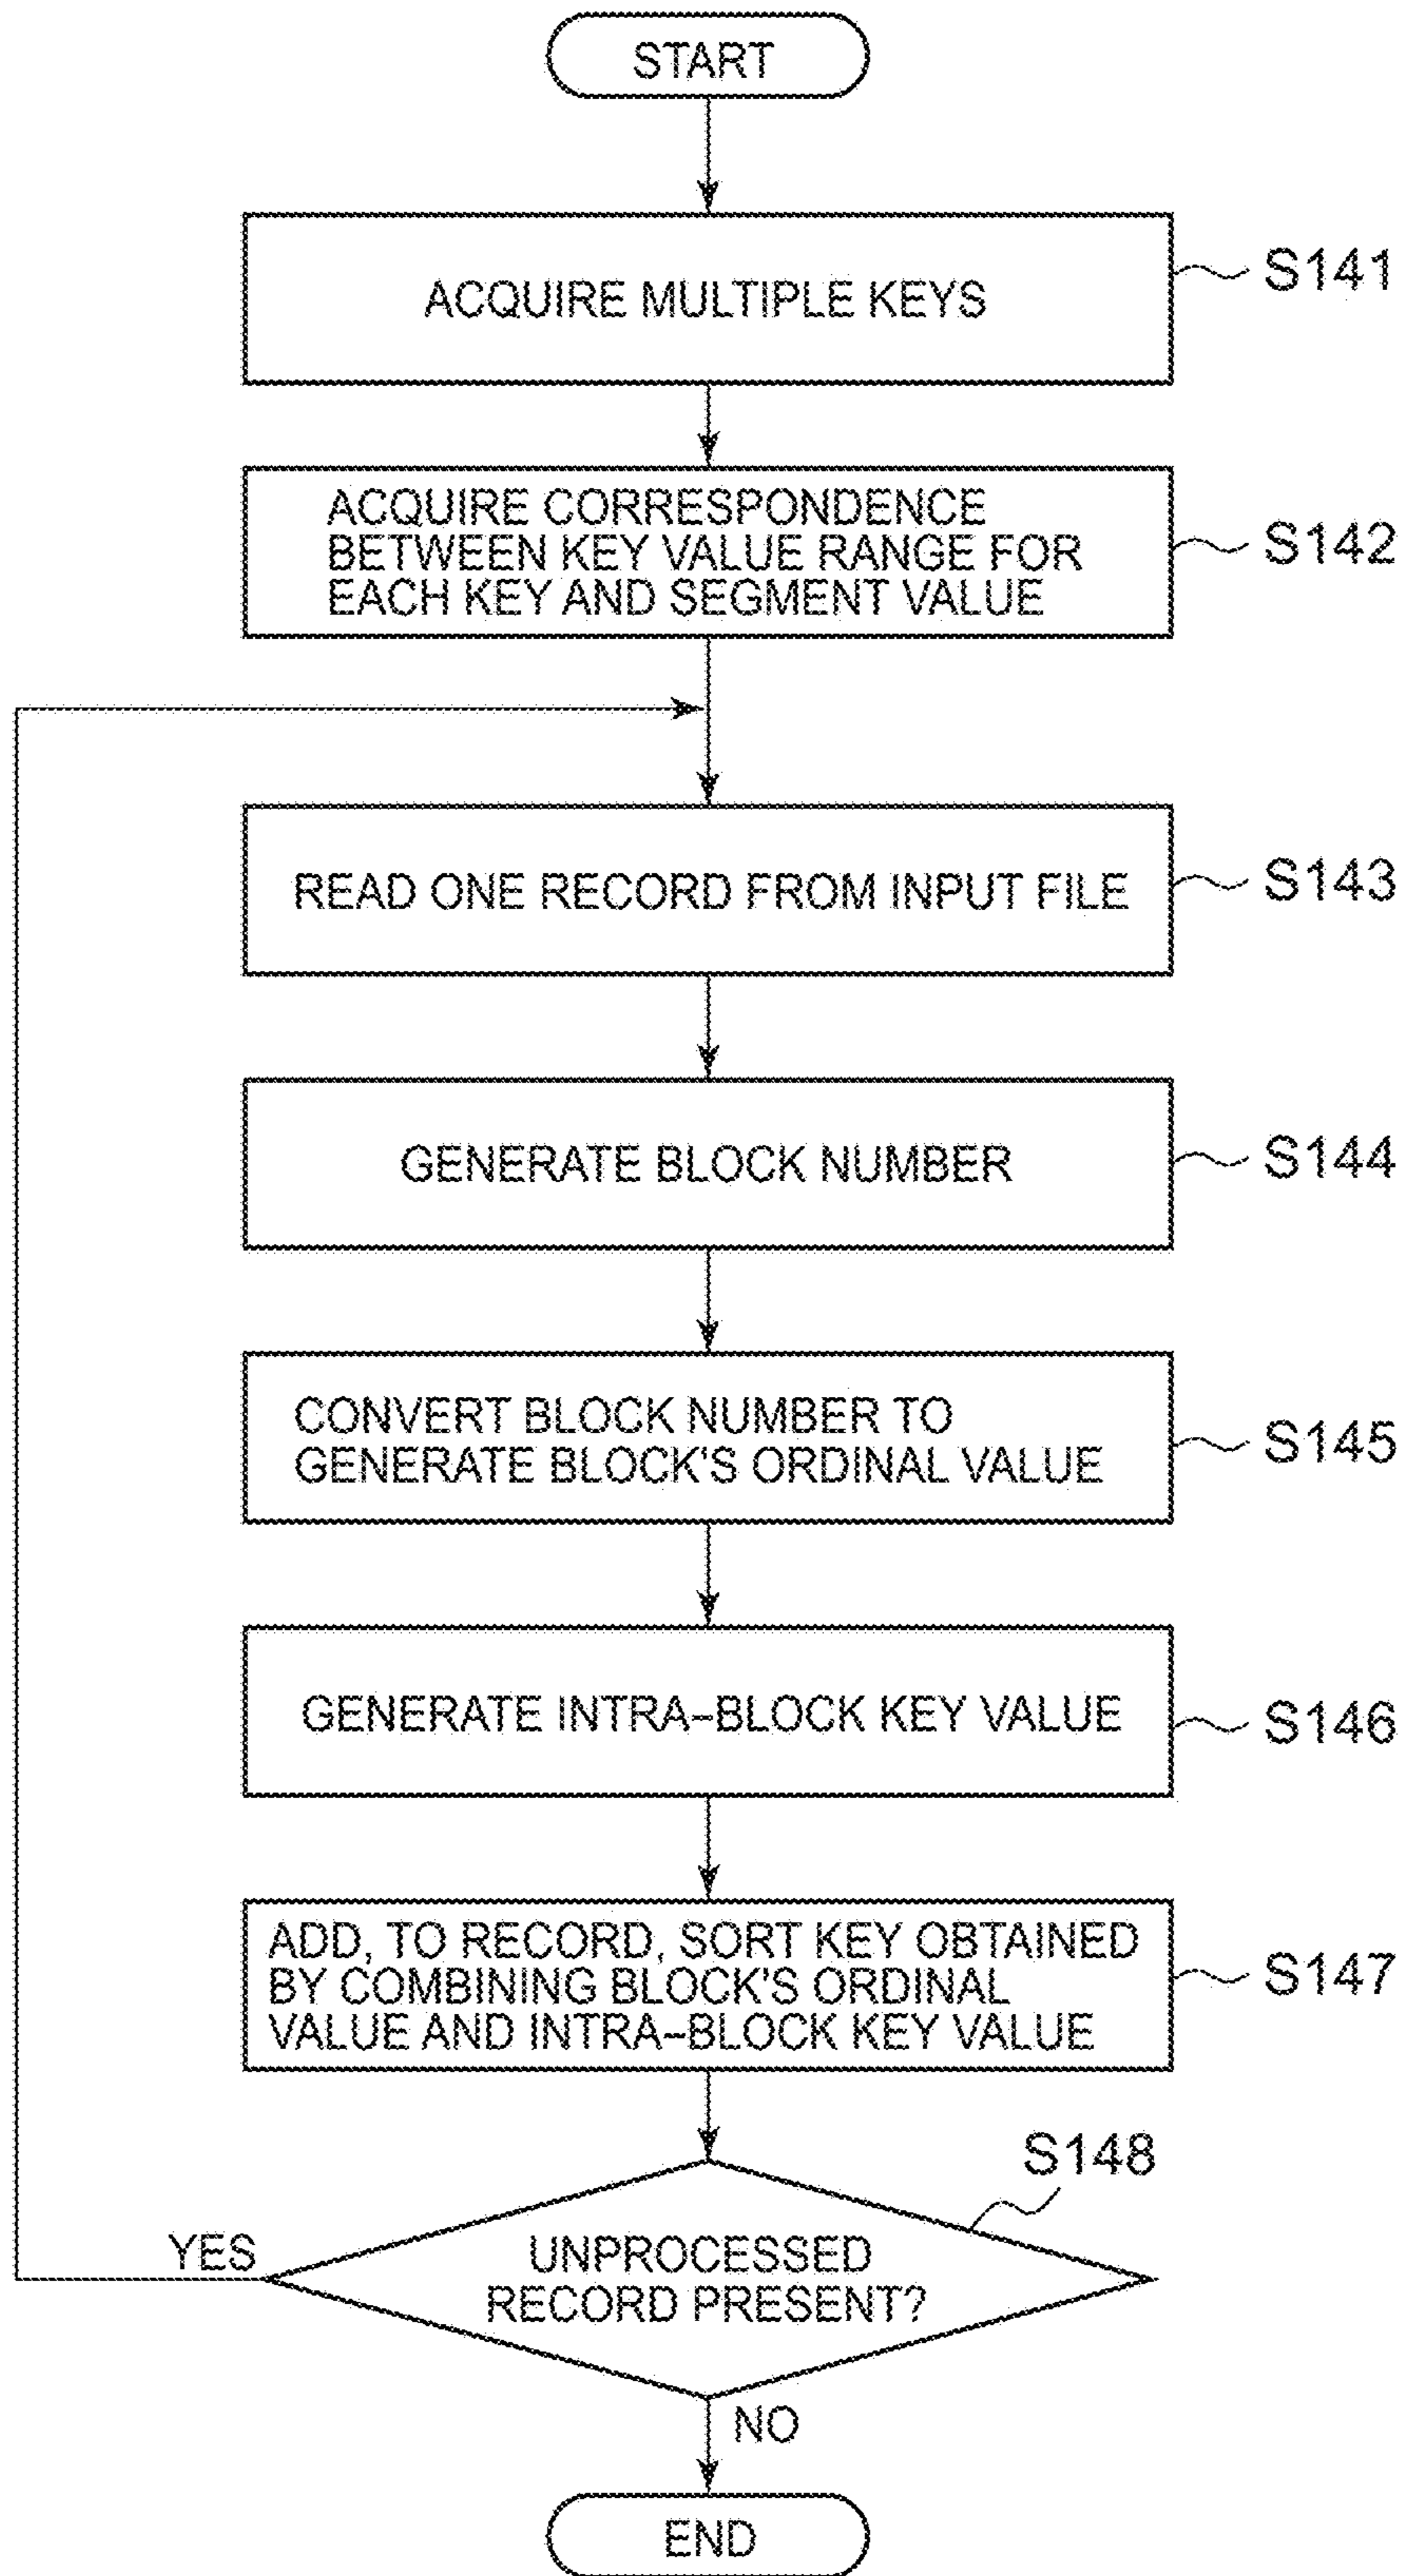 START
ACQUIRE MULTIPLE KEYS
S141
ACQUIRE CORRESPONDENCE
BETWEEN KEY VALUE RANGE FOR
EACH KEY AND SEGMENT VALUE
S142
READ ONE RECORD FROM INPUT FILE
S143
GENERATE BLOCK NUMBER
S144
CONVERT BLOCK NUMBER TO
GENERATE BLOCK'S ORDINAL VALUE
S145
GENERATE INTRA-BLOCK KEY VALUE
S146
ADD, TO RECORD, SORT KEY OBTAINED
BY COMBINING BLOCK'S ORDINAL
VALUE AND INTRA-BLOCK KEY VALUE
S147
S148
YES
UNPROCESSED
RECORD PRESENT?
NO
END